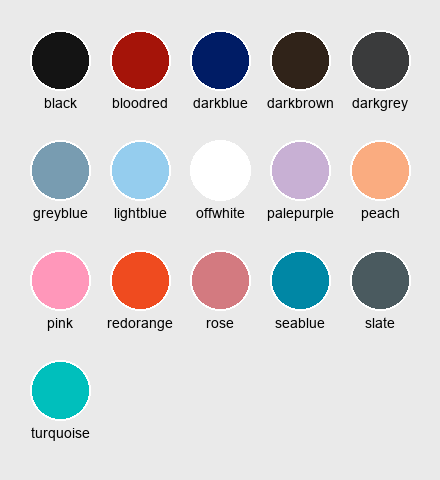 black bloodred darkblue darkbrown darkgrey
greyblue lightblue offwhite palepurple peach
pink redorange rose seablue slate
turquoise